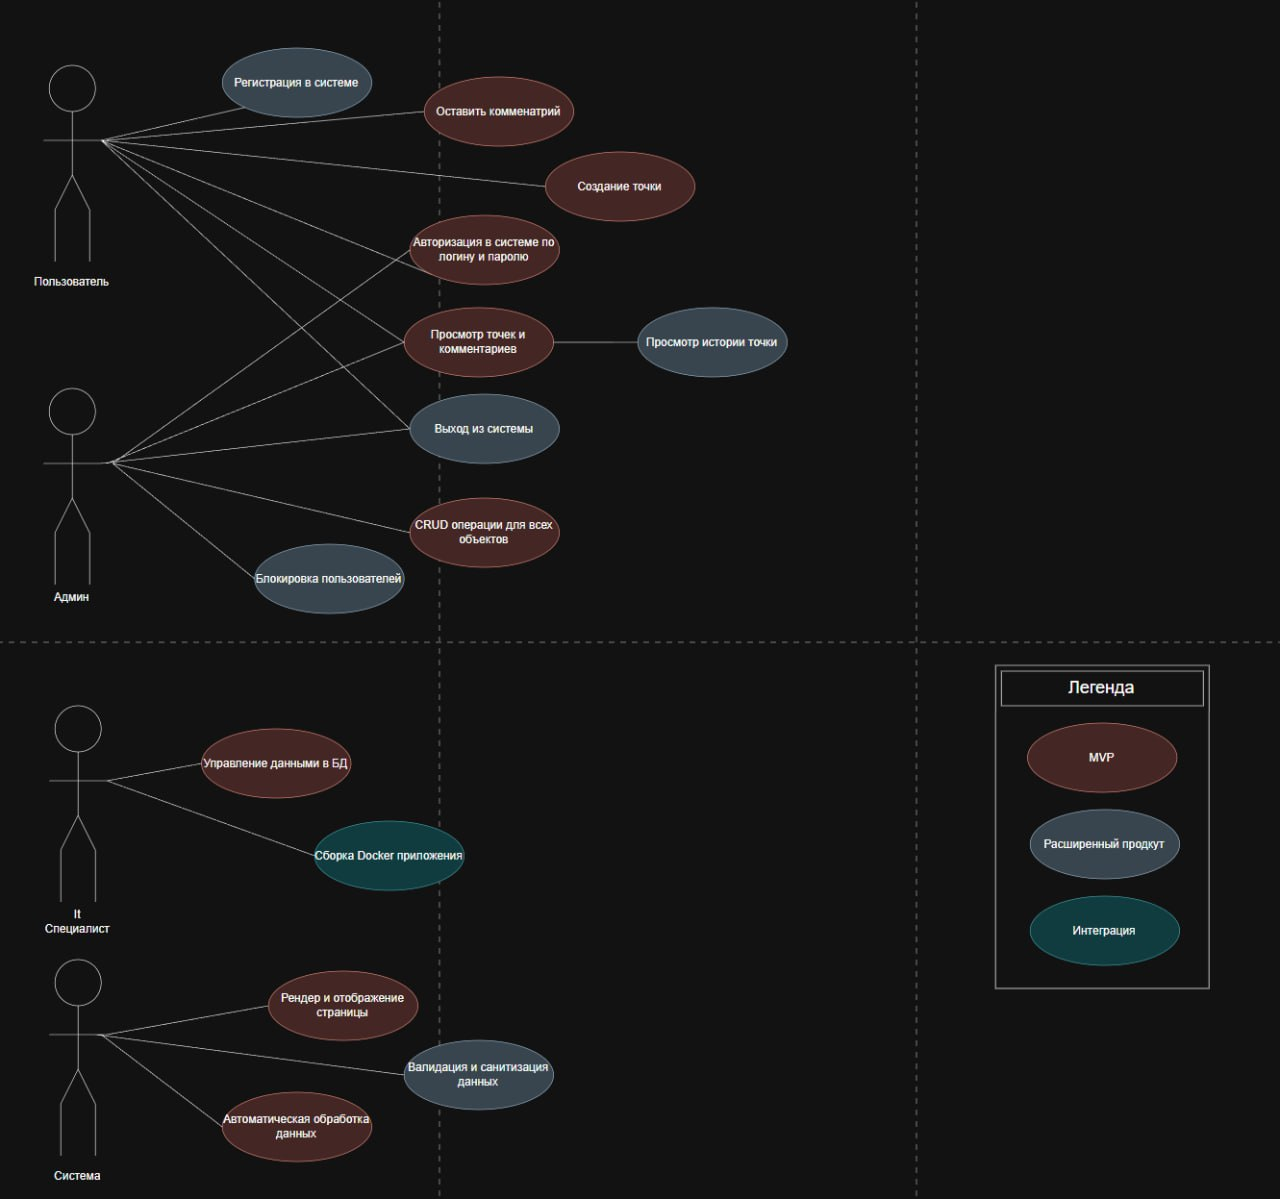 Регистрация в системе
Оставить комменатрий
Создание точки
Авторизация в системе по
логину и паролю
Пользователь
Просмотр точек и
комментариев
Просмотр истории точки
Выход из системы
CRUD операции для всех
объектов
Блокировка пользователей
Админ
Легенда
MVP
Расширенный продкут
Интеграция
Управление данными в БД
Сборка Docker приложения
It
Специалист
Рендер и отображение
страницы
Валидация и санитизация
данных
Автоматическая обработка
данных
Система